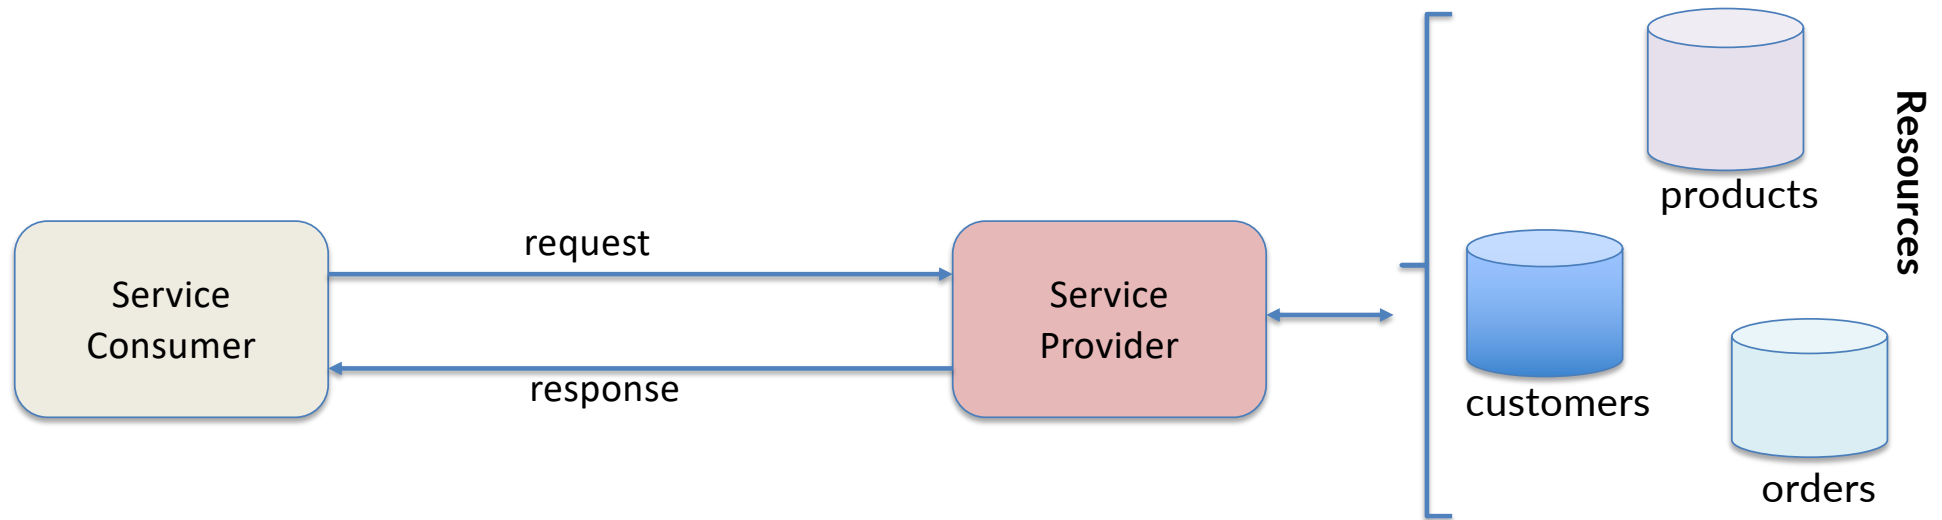 Service
Consumer
request
response
Service
Provider
products
customers
orders
Resources